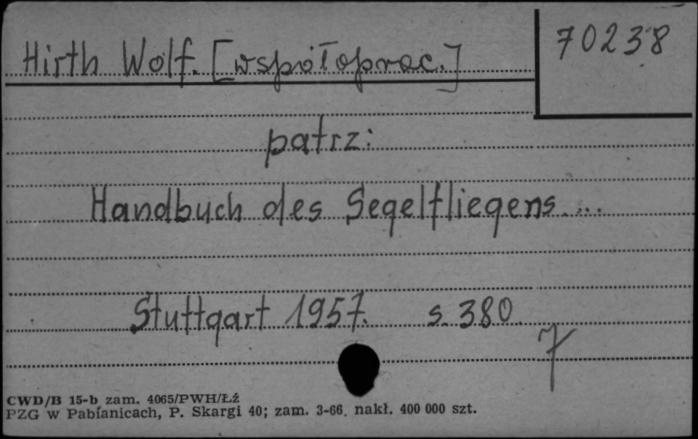 Hirth Wolf. [współoprac.]
70238
patrz:
Handbuch des Segelfliegens ...
Stuttgart 1957. s. 380
7
CWD/B 15-b zam. 4065/PWH/Łż
PZG w Pabianicach, P. Skargi 40; zam. 3-66. nakł. 400 000 szt.